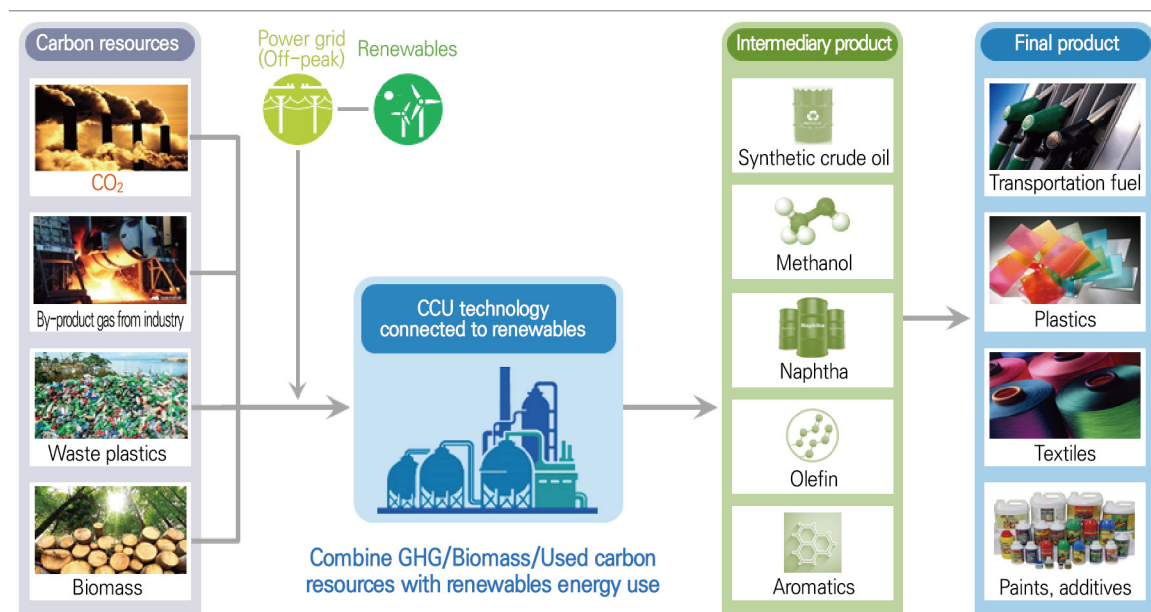 Carbon resources
CO₂
By-product gas from industry
Waste plastics
Biomass
Power grid
(Off-peak)
Renewables
CCU technology
connected to renewables
Combine GHG/Biomass/Used carbon
resources with renewables energy use
Intermediary product
Synthetic crude oil
Methanol
Naphtha
Naphtha
Olefin
Aromatics
Final product
Transportation fuel
Plastics
Textiles
Paints, additives